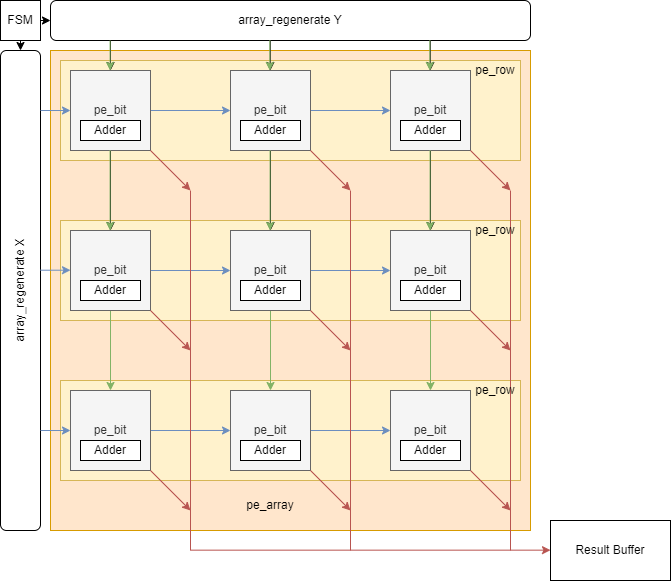 FSM
array_regenerate Y
array_regenerate X
pe_row
pe_bit
Adder
pe_bit
Adder
pe_bit
Adder
pe_row
pe_bit
Adder
pe_bit
Adder
pe_bit
Adder
pe_row
pe_bit
Adder
pe_bit
Adder
pe_bit
Adder
pe_array
Result Buffer